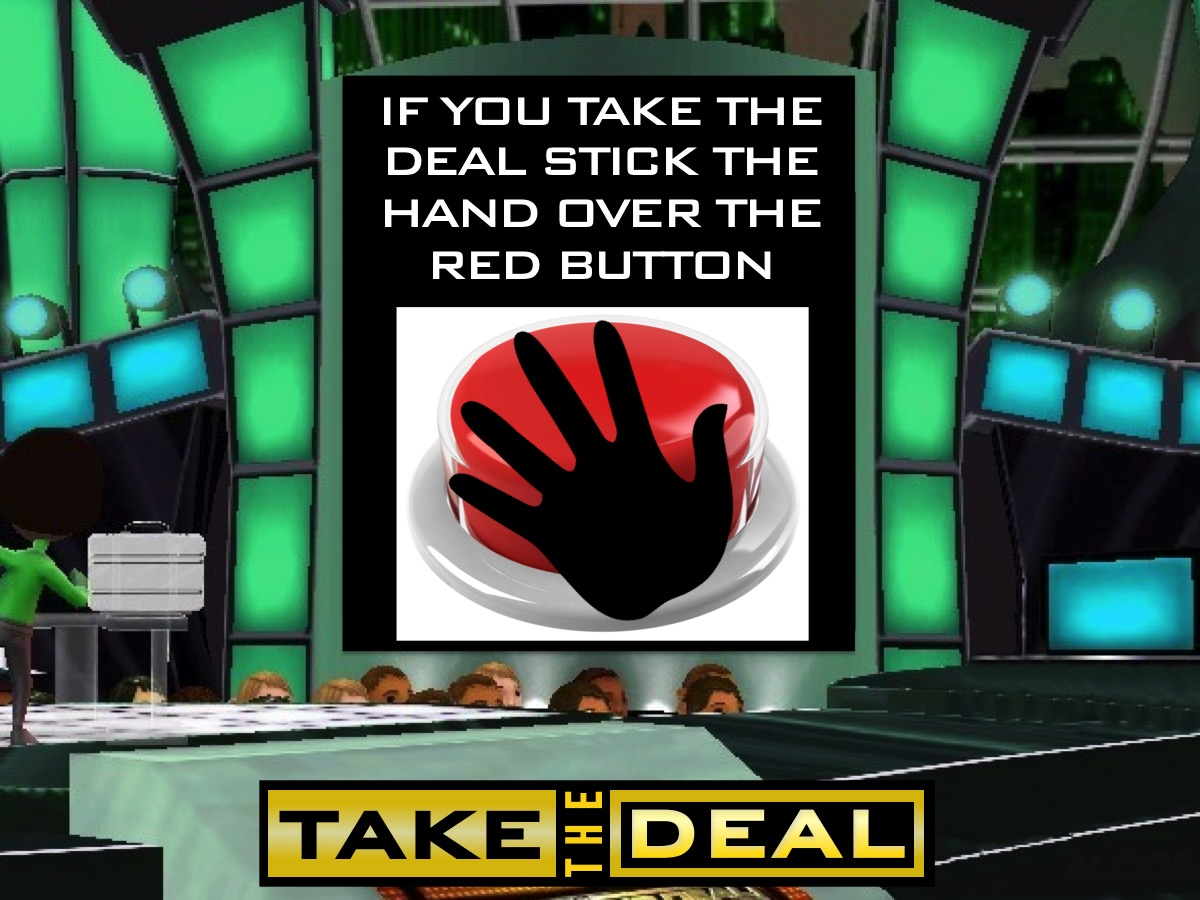 IF YOU TAKE THE
DEAL STICK THE
HAND OVER THE
RED BUTTON
TAKE THE DEAL